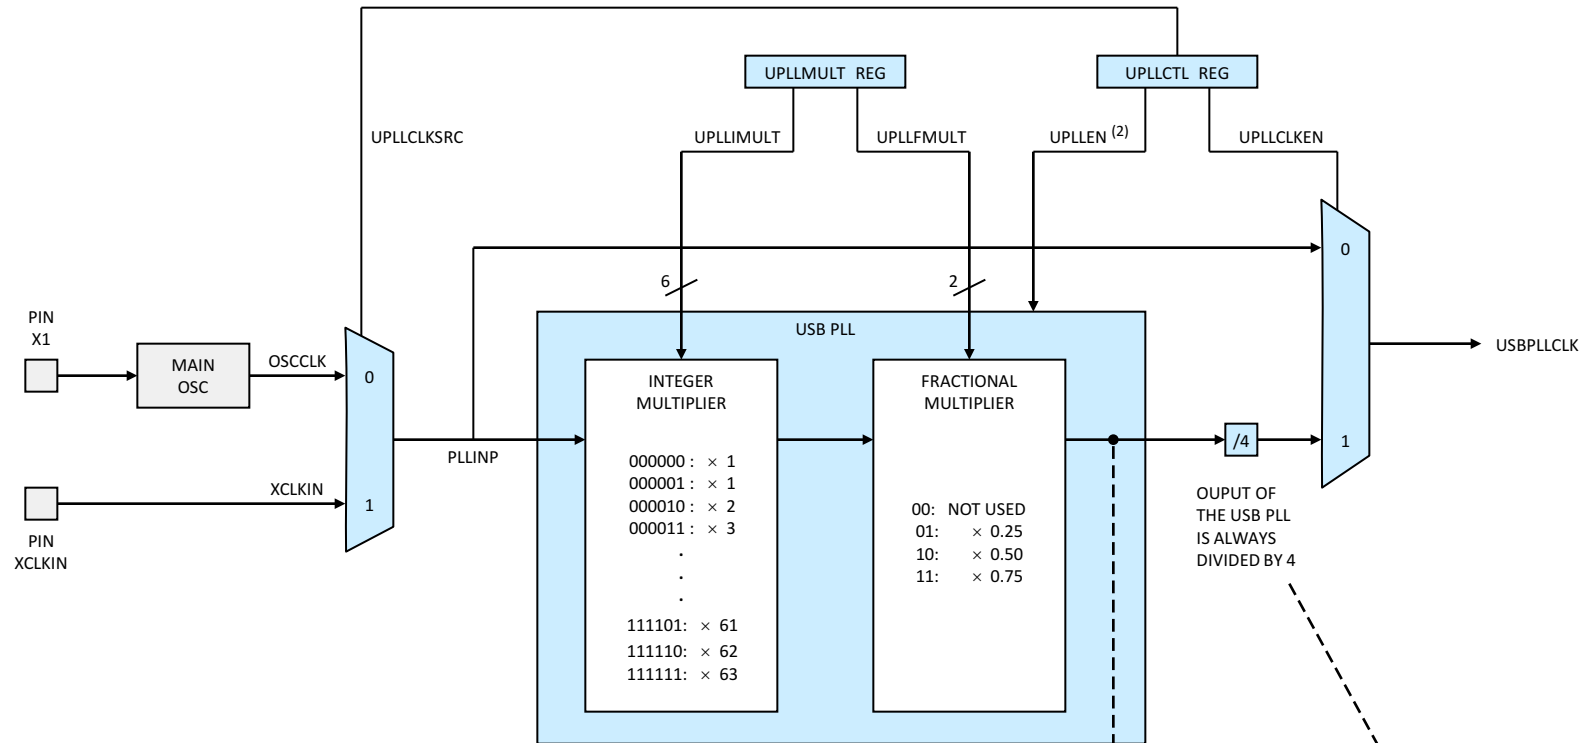 UPLLMULT REG
UPLLCTL REG
UPLLCLKSRC
UPLLIMULT
UPLLFMULT
UPLLEN (2)
UPLLCLKEN
0
6
2
PIN
X1
USB PLL
MAIN
OSC
OSCCLK
0
USBPLLCLK
INTEGER
MULTIPLIER
FRACTIONAL
MULTIPLIER
PLLINP
/4
1
000000 : × 1
000001 : × 1
000010 : × 2
000011 : × 3
.
.
.
111101: × 61
111110: × 62
111111: × 63
00: NOT USED
01: × 0.25
10: × 0.50
11: × 0.75
XCLKIN
1
PIN
XCLKIN
OUPUT OF
THE USB PLL
IS ALWAYS
DIVIDED BY 4